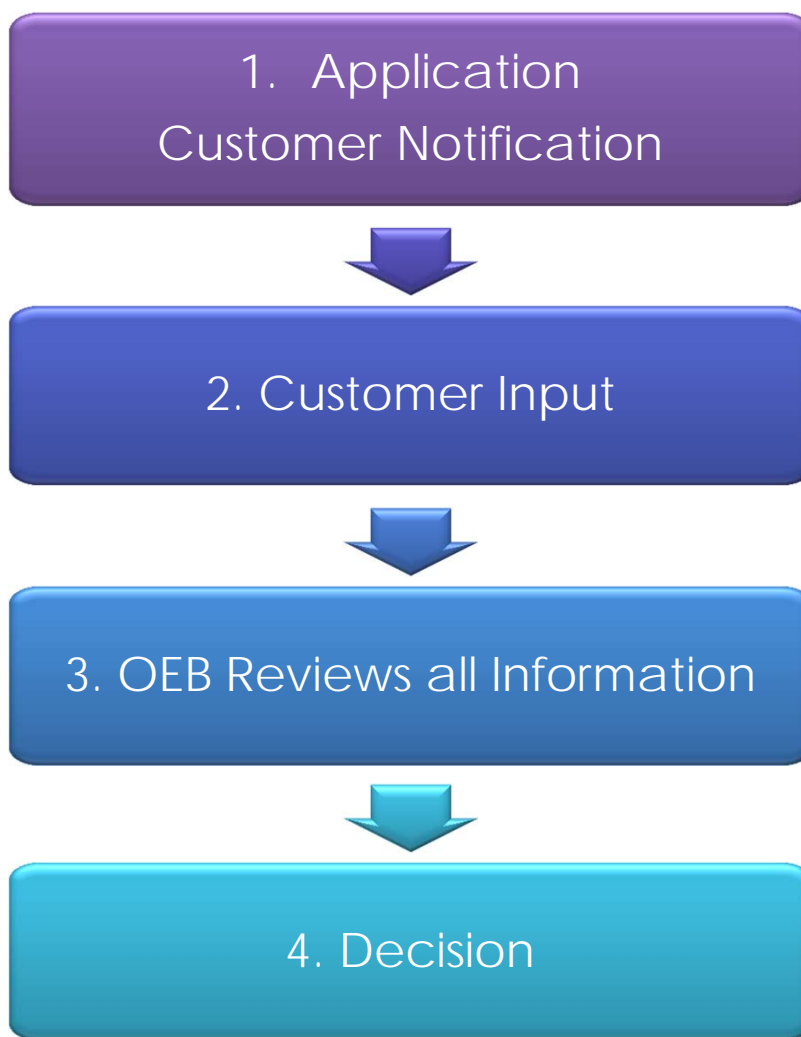 1. Application
Customer Notification
2. Customer Input
3. OEB Reviews all Information
4. Decision